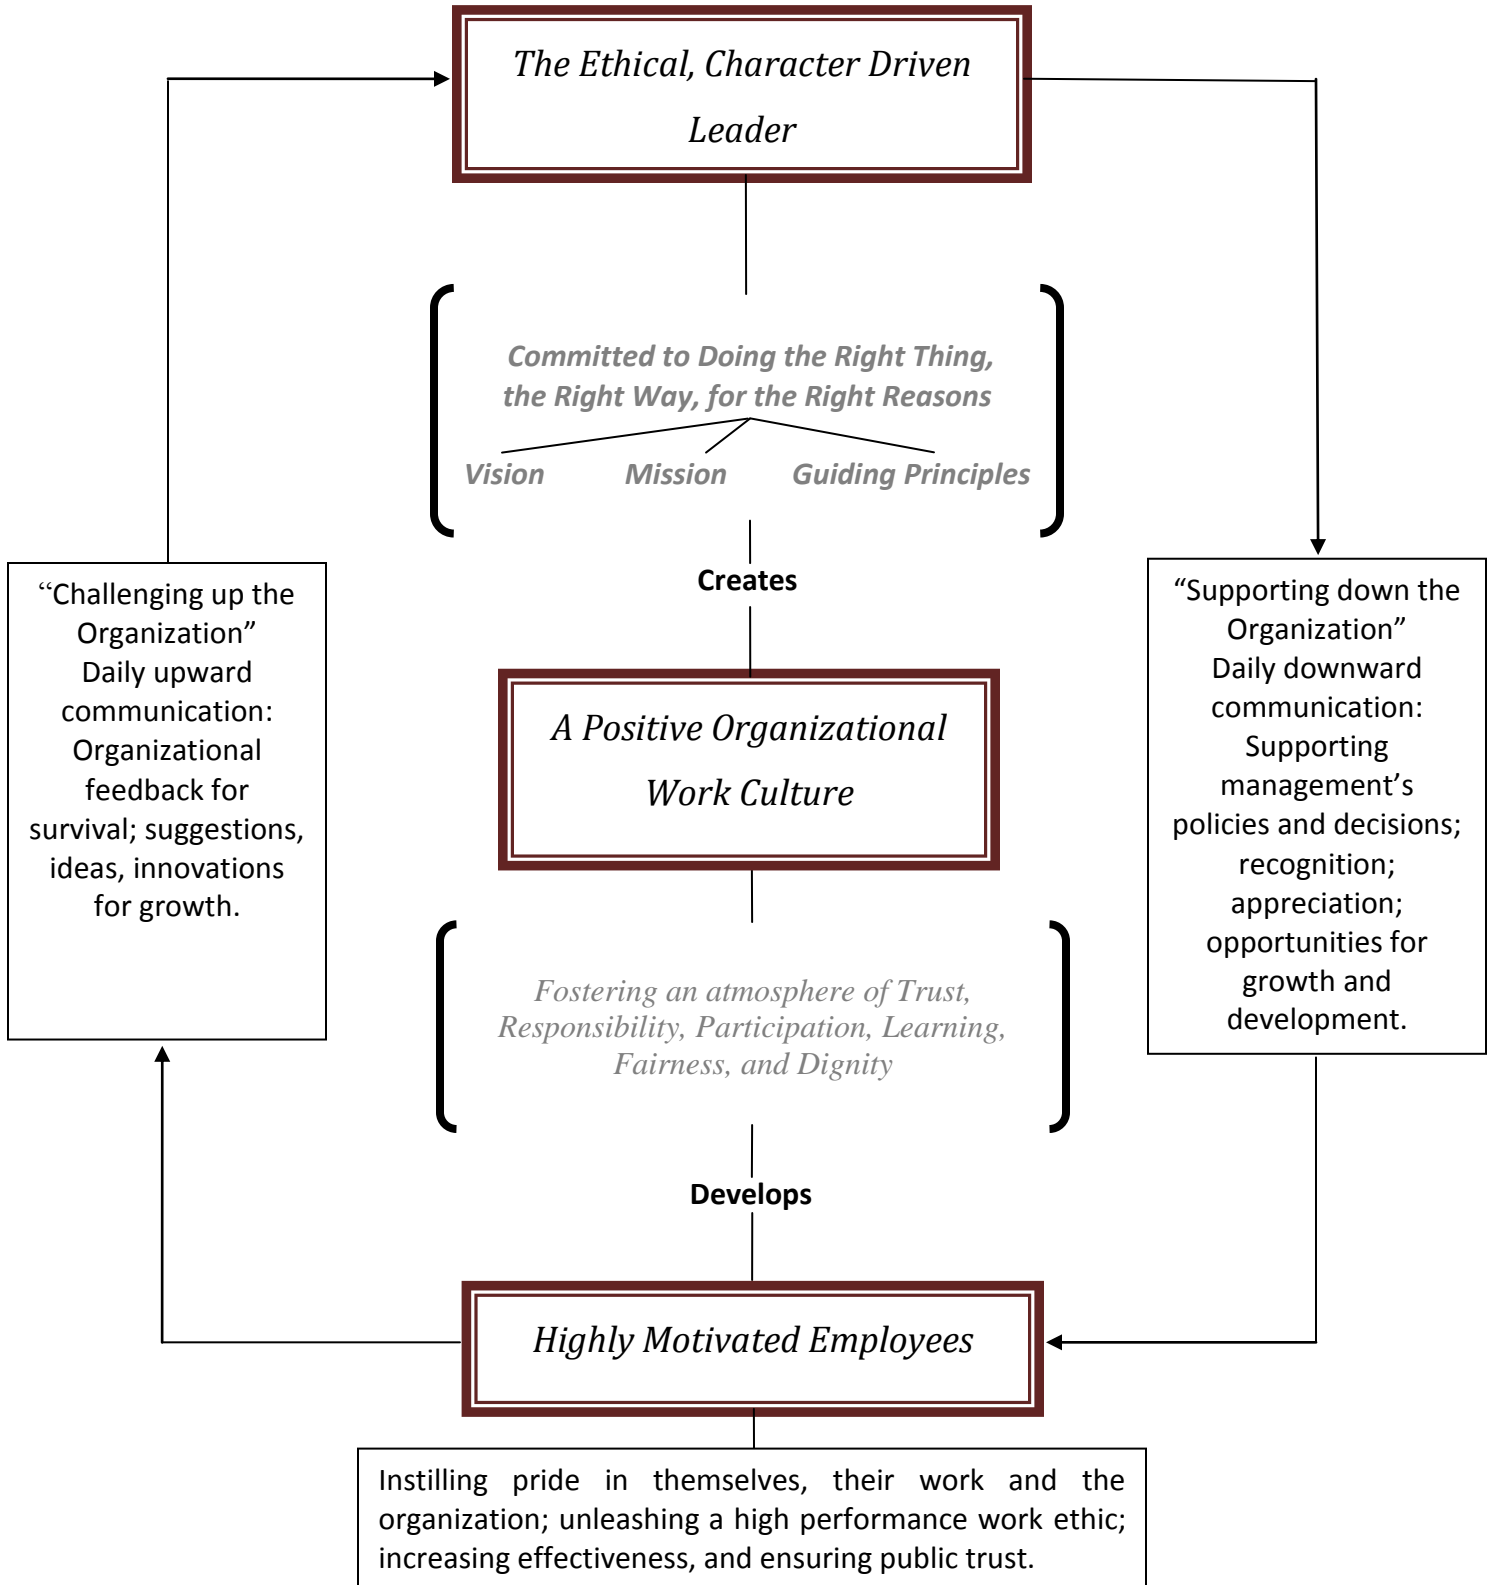 The Ethical, Character Driven
Leader
Committed to Doing the Right Thing,
the Right Way, for the Right Reasons
Vision Mission Guiding Principles
Creates
“Challenging up the
Organization”
Daily upward
communication:
Organizational
feedback for
survival; suggestions,
ideas, innovations
for growth.
A Positive Organizational
Work Culture
“Supporting down the
Organization”
Daily downward
communication:
Supporting
management’s
policies and decisions;
recognition;
appreciation;
opportunities for
growth and
development.
Fostering an atmosphere of Trust,
Responsibility, Participation, Learning,
Fairness, and Dignity
Develops
Highly Motivated Employees
Instilling pride in themselves, their work and the
organization; unleashing a high performance work ethic;
increasing effectiveness, and ensuring public trust.